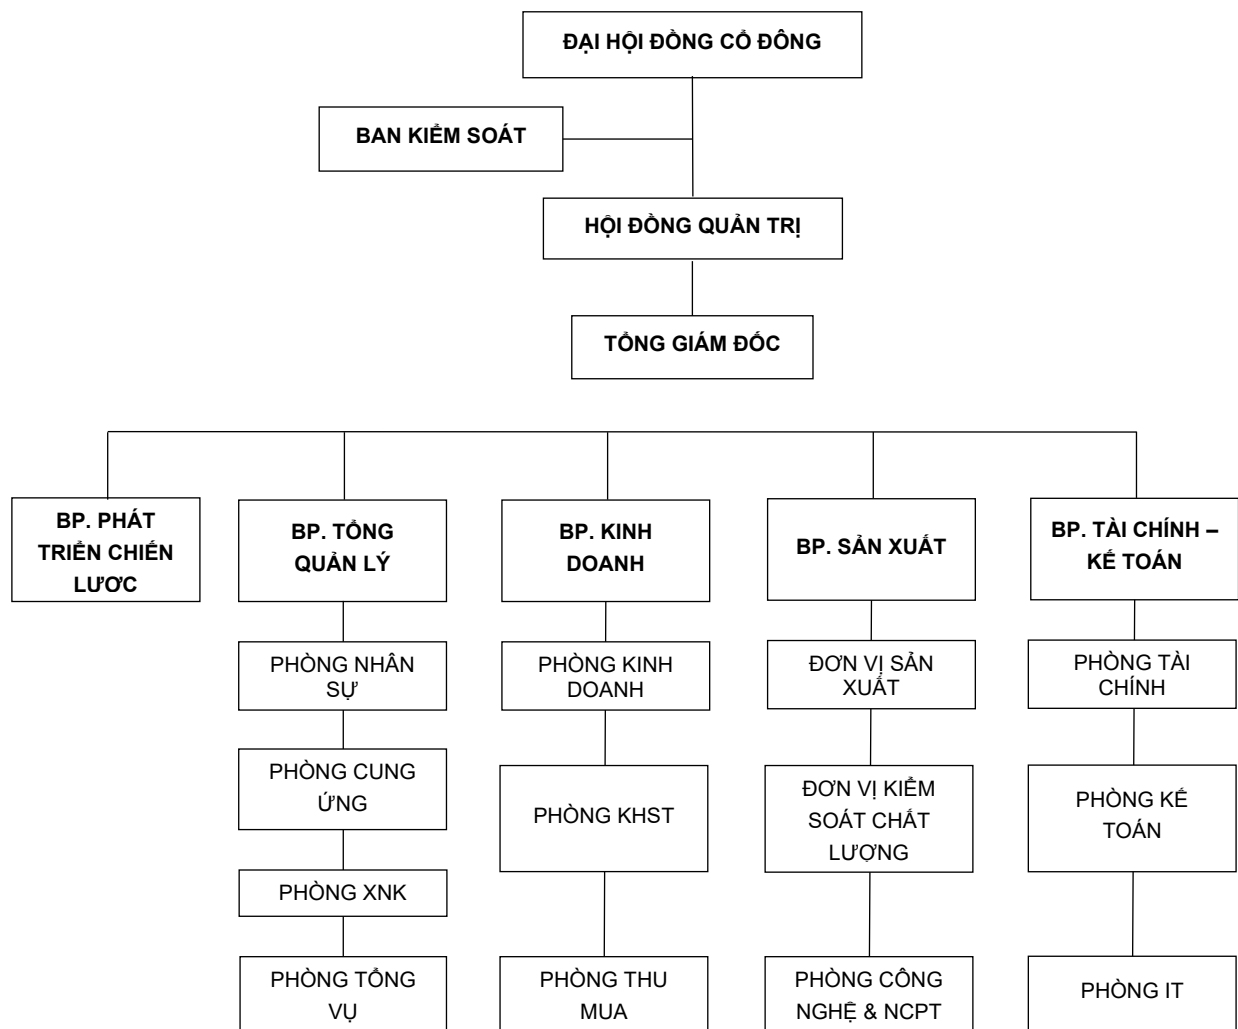 ĐẠI HỘI ĐỒNG CỔ ĐÔNG
BAN KIỂM SOÁT
HỘI ĐỒNG QUẢN TRỊ
TỔNG GIÁM ĐỐC
BP. PHÁT
TRIỂN CHIẾN
LƯƠC
BP. TỔNG
QUẢN LÝ
BP. KINH
DOANH
BP. SẢN XUẤT
BP. TÀI CHÍNH –
KẾ TOÁN
PHÒNG NHÂN
SỰ
PHÒNG KINH
DOANH
ĐƠN VỊ SẢN
XUẤT
PHÒNG TÀI
CHÍNH
PHÒNG CUNG
ỨNG
PHÒNG KHST
ĐƠN VỊ KIỂM
SOÁT CHẤT
LƯỢNG
PHÒNG KẾ
TOÁN
PHÒNG XNK
PHÒNG TỔNG
VỤ
PHÒNG THU
MUA
PHÒNG CÔNG
NGHỆ & NCPT
PHÒNG IT